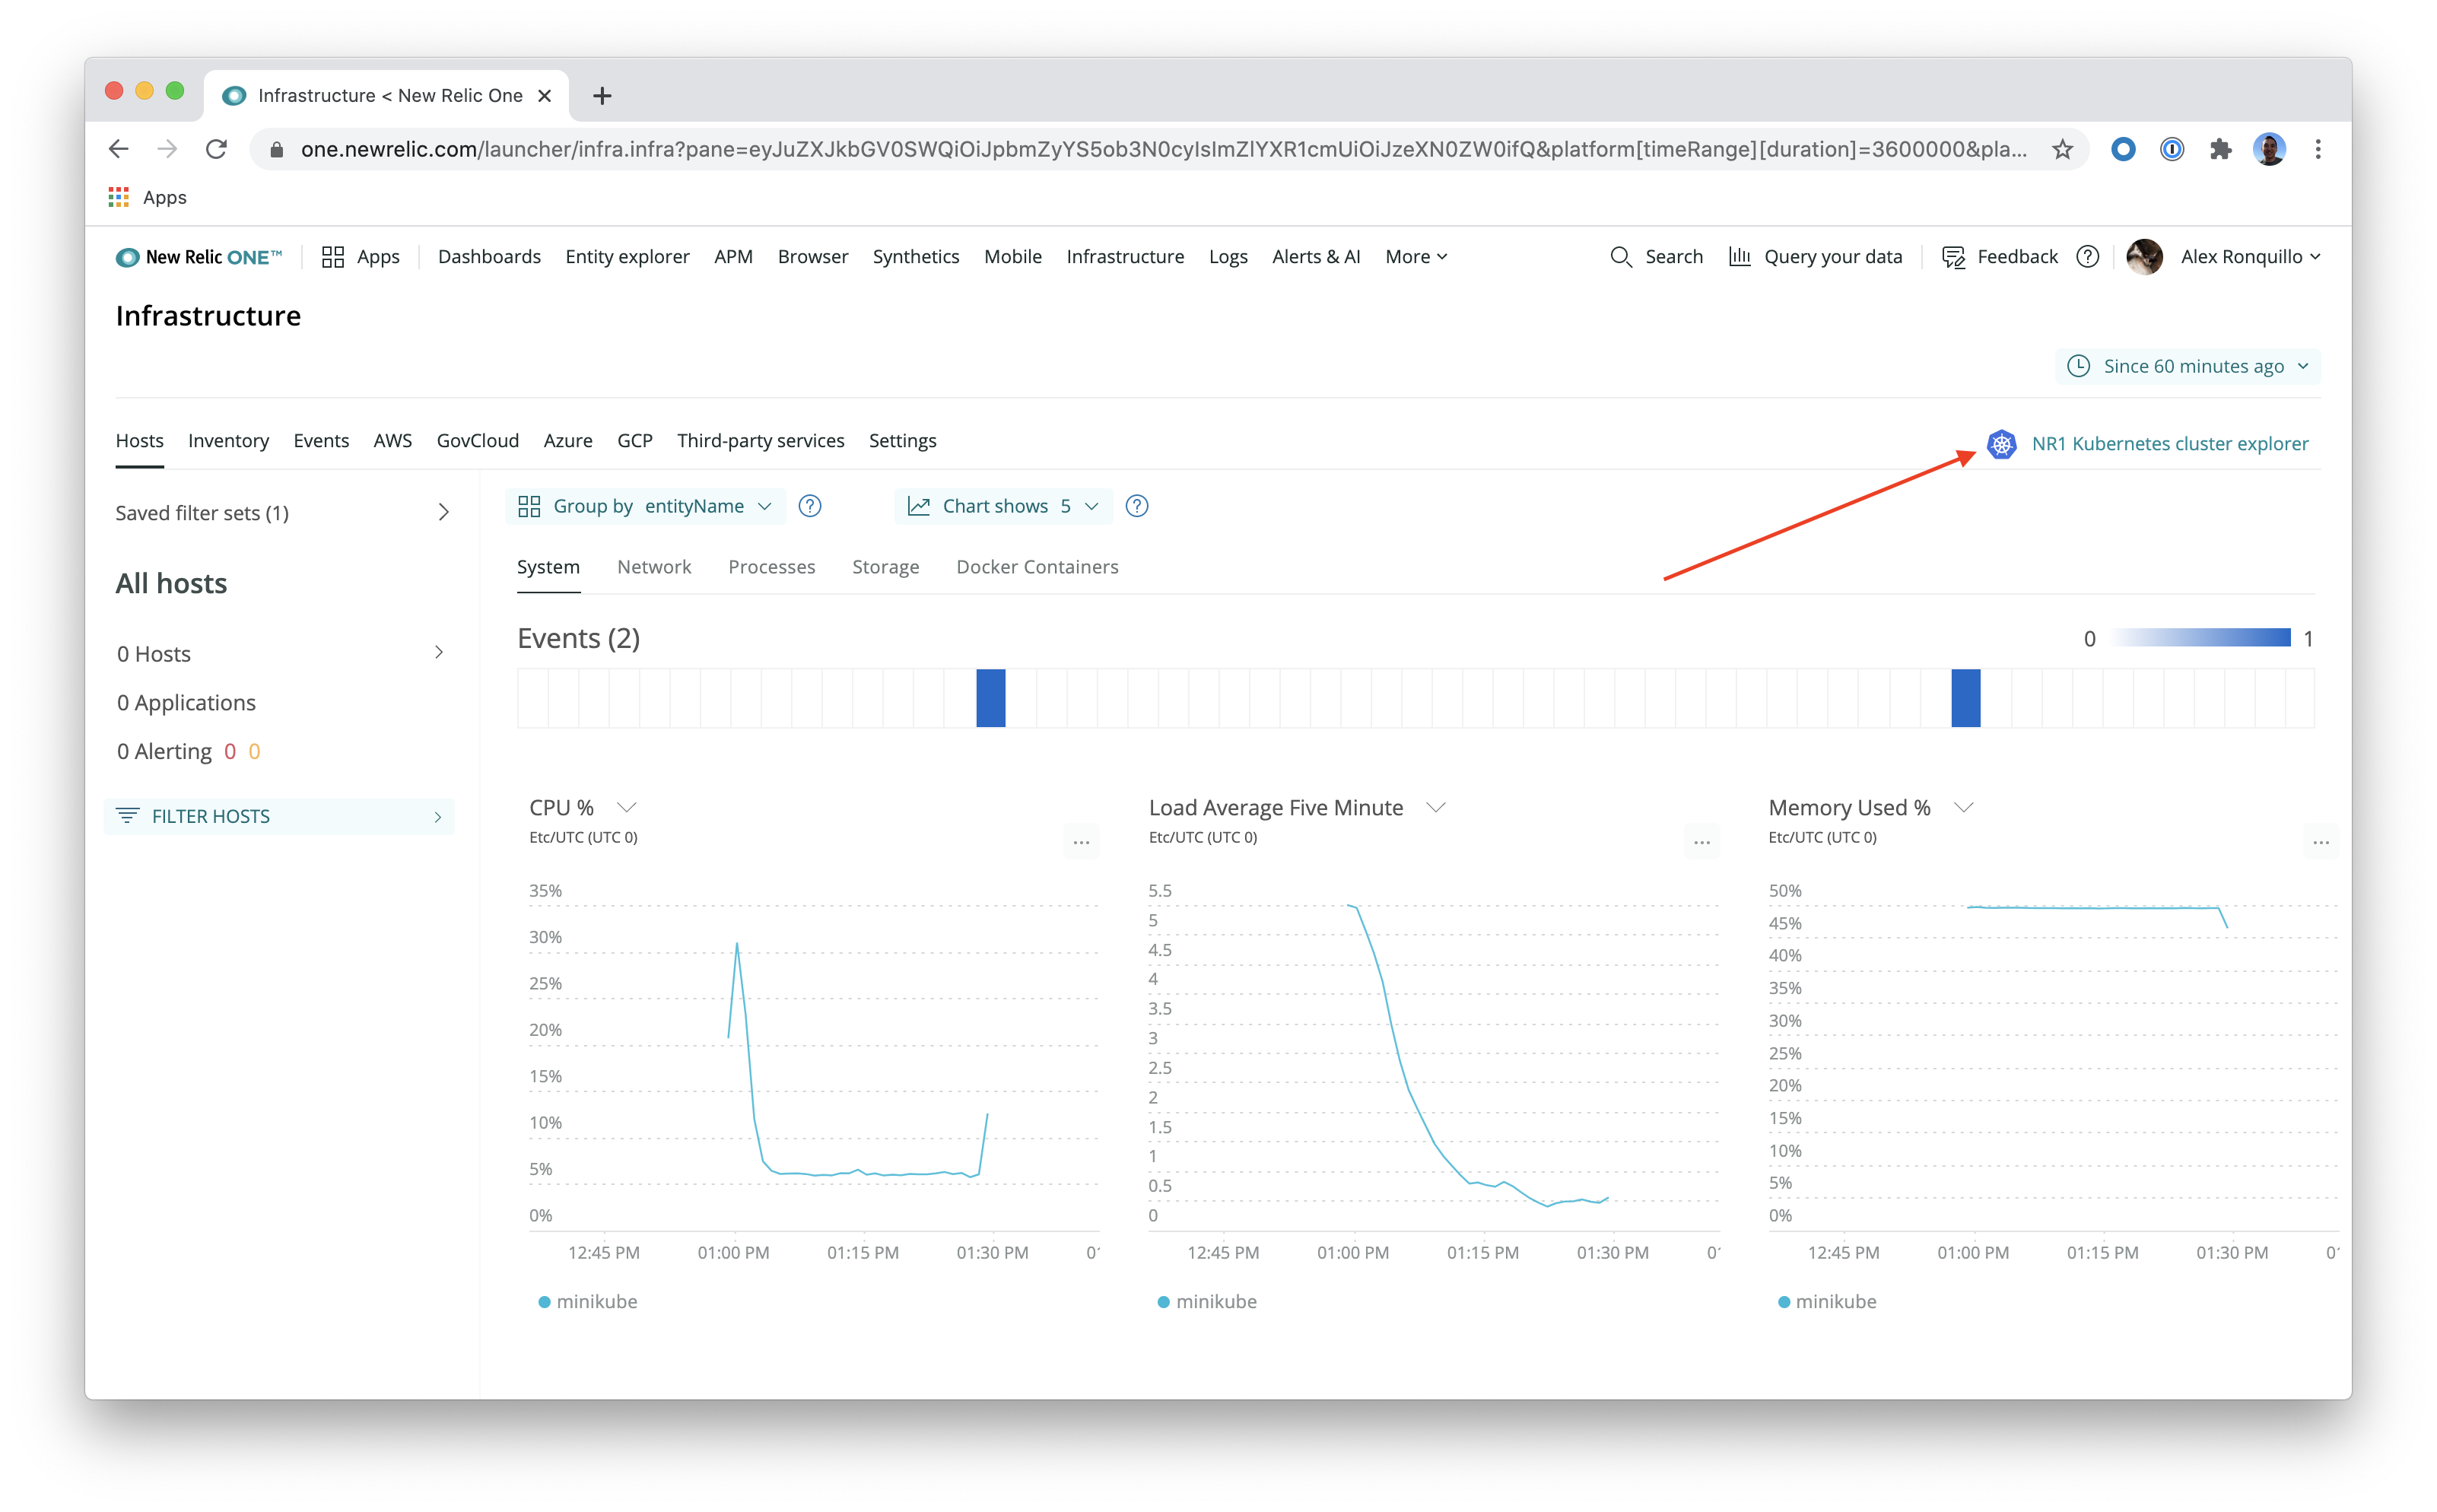 Infrastructure < New Relic One
one.newrelic.com/launcher/infra.infra?pane=eyJuZXJkbGV0SWQiOiJpbmZyYS5ob3N0cyIsImZlYXR1cmUiOiJzeXN0ZW0ifQ&platform[timeRange][duration]=3600000&pla...
Apps
New Relic ONE™ Apps Dashboards Entity explorer APM Browser Synthetics Mobile Infrastructure Logs Alerts & AI More Search Query your data Feedback ? Alex Ronquillo
Infrastructure
Since 60 minutes ago
Hosts Inventory Events AWS GovCloud Azure GCP Third-party services Settings NR1 Kubernetes cluster explorer
Saved filter sets (1)
Group by entityName ? Chart shows 5 ?
System Network Processes Storage Docker Containers
All hosts
0 Hosts
0 Applications
0 Alerting 0 0
FILTER HOSTS
Events (2) 0 1
CPU %
Etc/UTC (UTC 0)
...
35%
30%
25%
20%
15%
10%
5%
0%
12:45 PM 01:00 PM 01:15 PM 01:30 PM
minikube
Load Average Five Minute
Etc/UTC (UTC 0)
...
5.5
5
4.5
4
3.5
3
2.5
2
1.5
1
0.5
0
12:45 PM 01:00 PM 01:15 PM 01:30 PM
minikube
Memory Used %
Etc/UTC (UTC 0)
...
50%
45%
40%
35%
30%
25%
20%
15%
10%
5%
0%
12:45 PM 01:00 PM 01:15 PM 01:30 PM
minikube